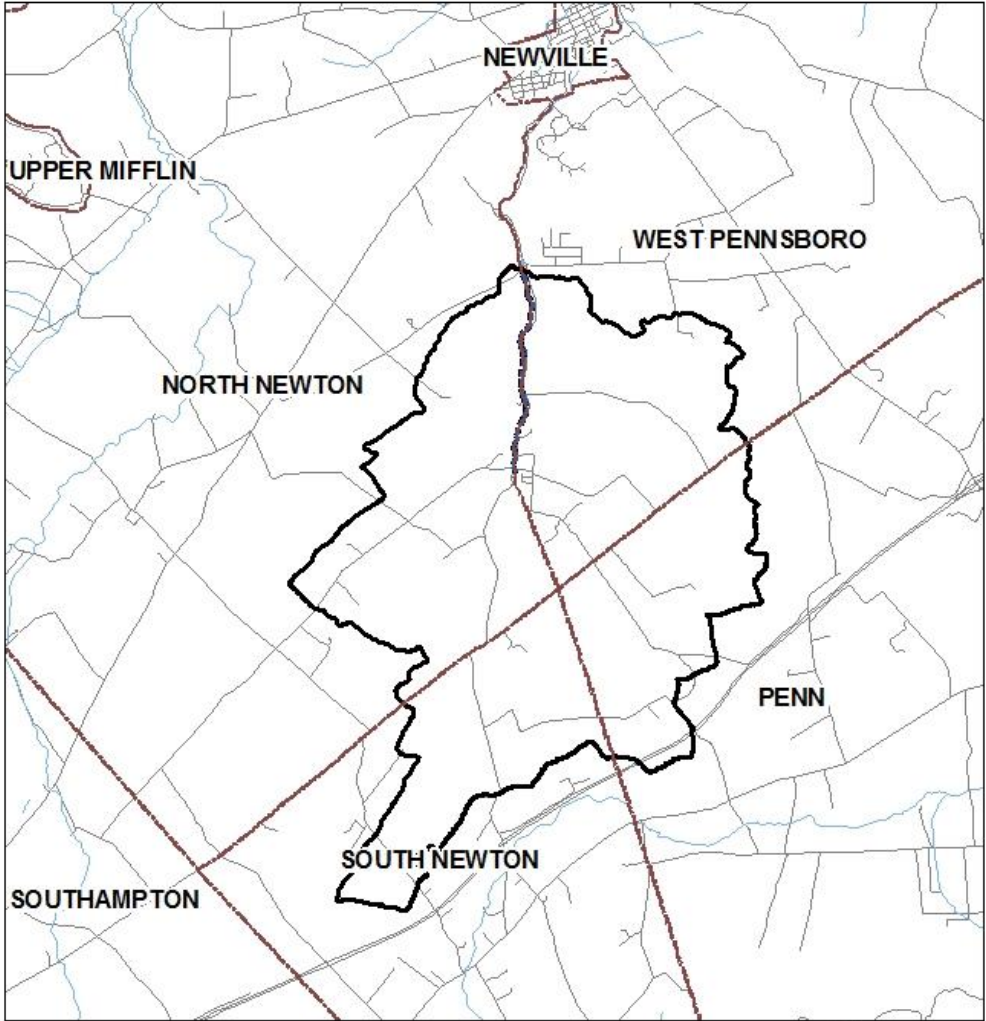 NEWVILLE
UPPER MIFFLIN
WEST PENNSBORO
NORTH NEWTON
PENN
SOUTH NEWTON
SOUTHAMPTON